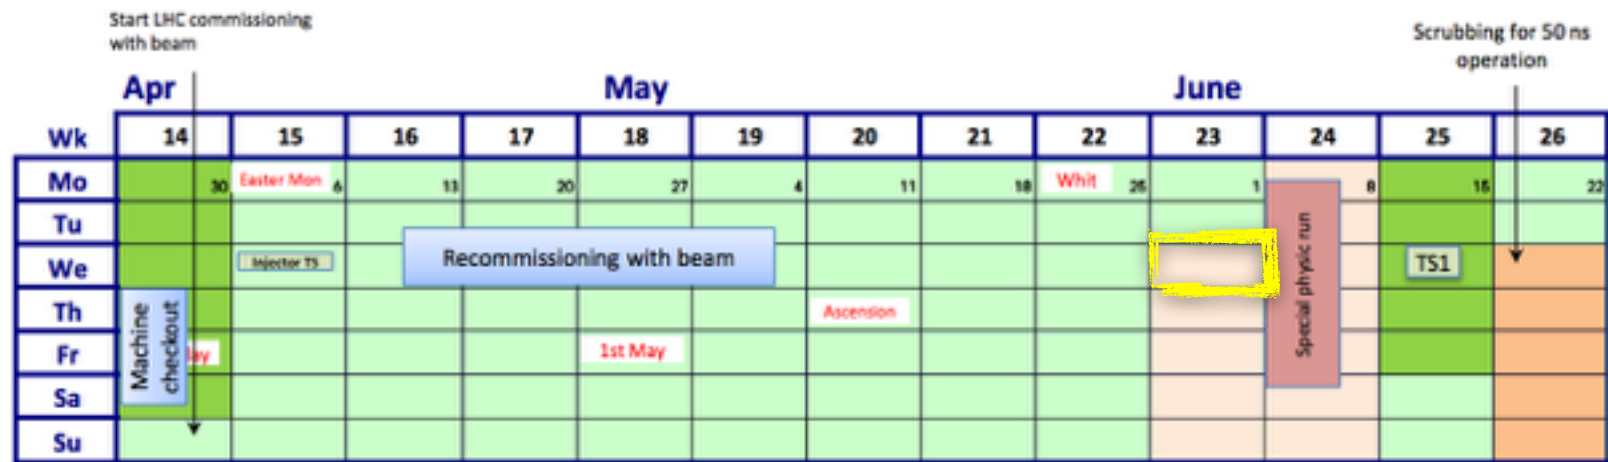 Start LHC commissioning
with beam
Scrubbing for 50 ns
operation
Apr May June
Wk 14 15 16 17 18 19 20 21 22 23 24 25 26
Mo 30 Easter Mon 6 13 20 27 4 11 18 Whit 25 1 8 15 22
Tu
We Injector TS Recommissioning with beam TS1
Th Ascension
Fr 1st May
Sa
Su
Machine
checkout
Special physic run